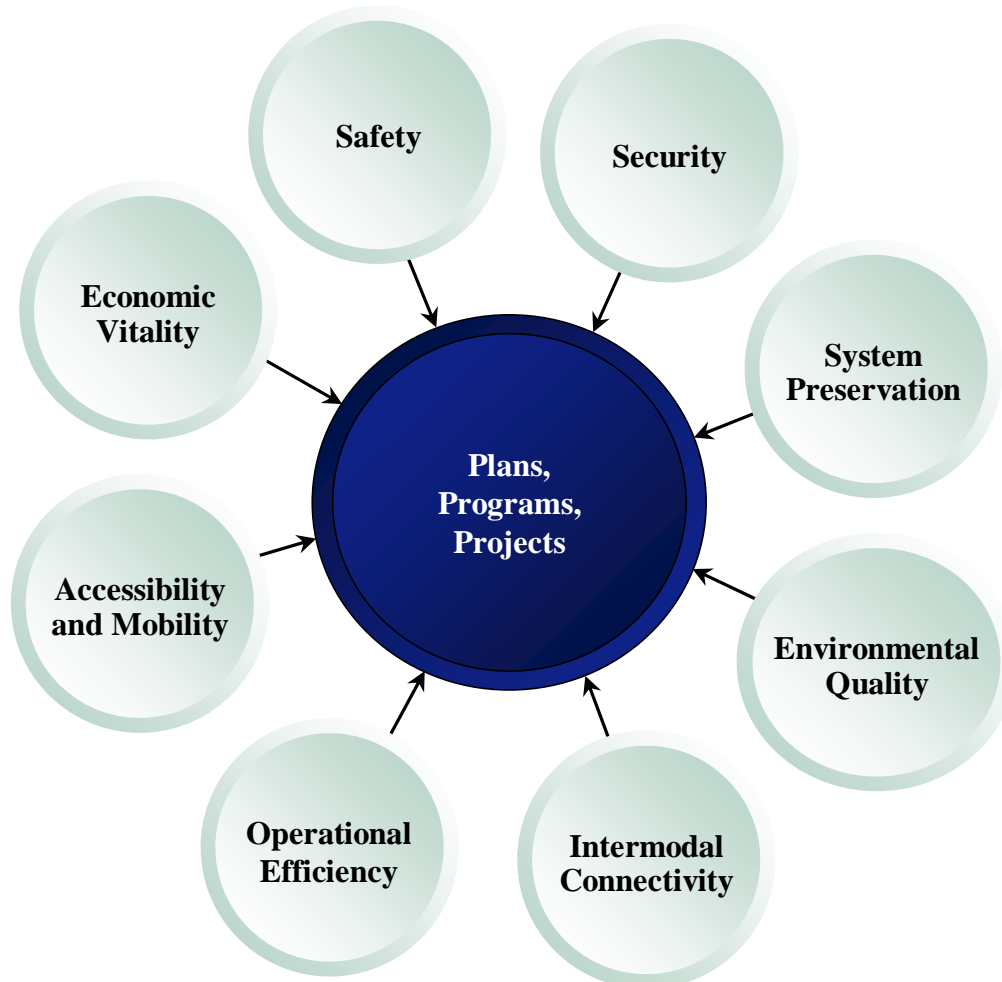 Safety
Security
Economic
Vitality
System
Preservation
Plans,
Programs,
Projects
Accessibility
and Mobility
Environmental
Quality
Operational
Efficiency
Intermodal
Connectivity